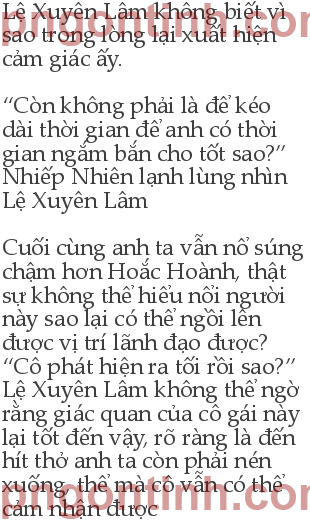 Lệ Xuyên Lâm không biết vì
sao trong lòng lại xuất hiện
cảm giác ấy.
“Còn không phải là để kéo
dài thời gian để anh có thời
gian ngắm bắn cho tốt sao?”
Nhiếp Nhiên lạnh lùng nhìn
Lệ Xuyên Lâm
Cuối cùng anh ta vẫn nổ súng
chậm hơn Hoắc Hoành, thật
sự không thể hiểu nổi người
này sao lại có thể ngồi lên
được vị trí lãnh đạo được?
“Cô phát hiện ra tối rồi sao?”
Lệ Xuyên Lâm không thể ngờ
rằng giác quan của cô gái này
lại tốt đến vậy, rõ ràng là đến
hít thở anh ta còn phải nén
xuống, thế mà cô vẫn có thể
cảm nhận được